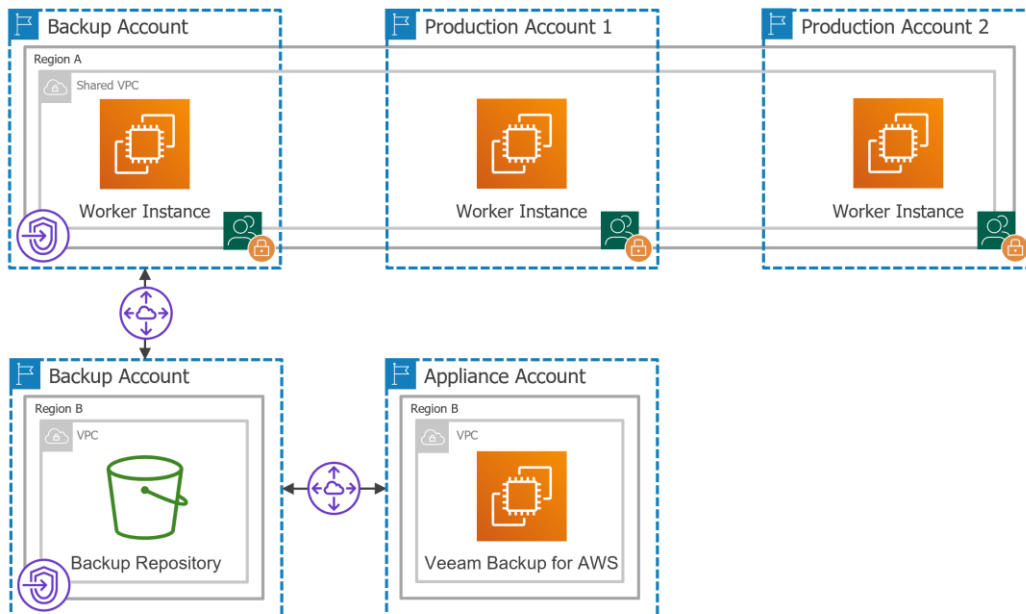 Backup Account
Production Account 1
Production Account 2
Region A
Shared VPC
Worker Instance
Worker Instance
Worker Instance
Backup Account
Appliance Account
Region B
Region B
VPC
VPC
Backup Repository
Veeam Backup for AWS